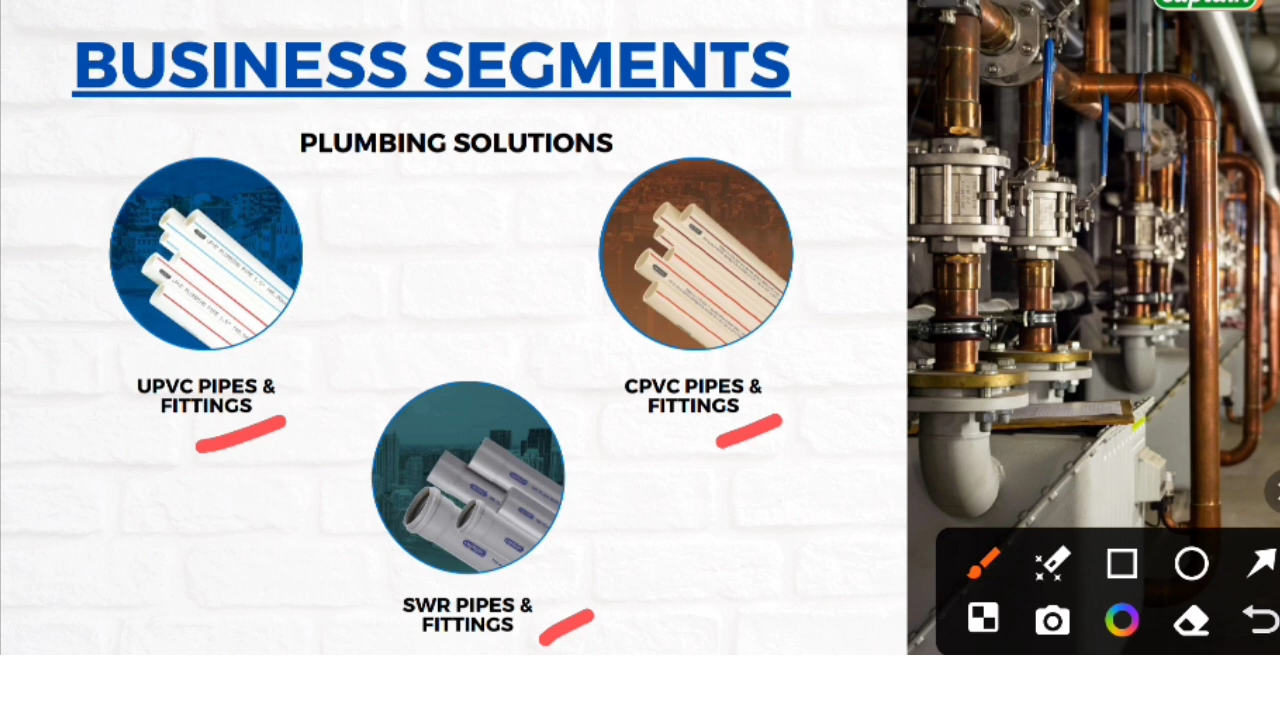 BUSINESS SEGMENTS
PLUMBING SOLUTIONS
UPVC PIPES &
FITTINGS
CPVC PIPES &
FITTINGS
SWR PIPES &
FITTINGS